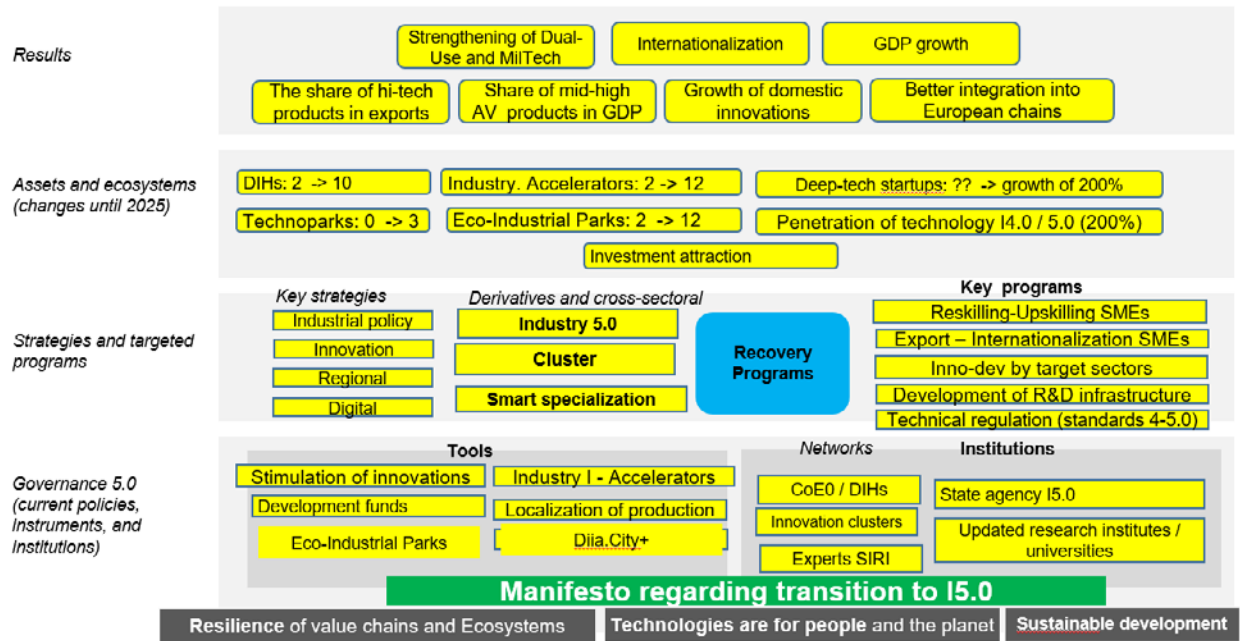 Results
Strengthening of Dual-
Use and MilTech
Internationalization
GDP growth
The share of hi-tech
products in exports
Share of mid-high
AV products in GDP
Growth of domestic
innovations
Better integration into
European chains
Assets and ecosystems
(changes until 2025)
DIHs: 2 -> 10
Industry. Accelerators: 2 -> 12
Deep-tech startups: ?? -> growth of 200%
Technoparks: 0 -> 3
Eco-Industrial Parks: 2 -> 12
Penetration of technology I4.0 / 5.0 (200%)
Investment attraction
Strategies and targeted
programs
Key strategies
Industrial policy
Innovation
Regional
Digital
Derivatives and cross-sectoral
Industry 5.0
Cluster
Smart specialization
Recovery
Programs
Key programs
Reskilling-Upskilling SMEs
Export – Internationalization SMEs
Inno-dev by target sectors
Development of R&D infrastructure
Technical regulation (standards 4-5.0)
Governance 5.0
(current policies,
Instruments, and
Institutions)
Tools
Stimulation of innovations
Industry I - Accelerators
Development funds
Localization of production
Eco-Industrial Parks
Diia.City+
Networks
CoE0 / DIHs
Innovation clusters
Experts SIRI
Institutions
State agency I5.0
Updated research institutes /
universities
Manifesto regarding transition to I5.0
Resilience of value chains and Ecosystems
Technologies are for people and the planet
Sustainable development